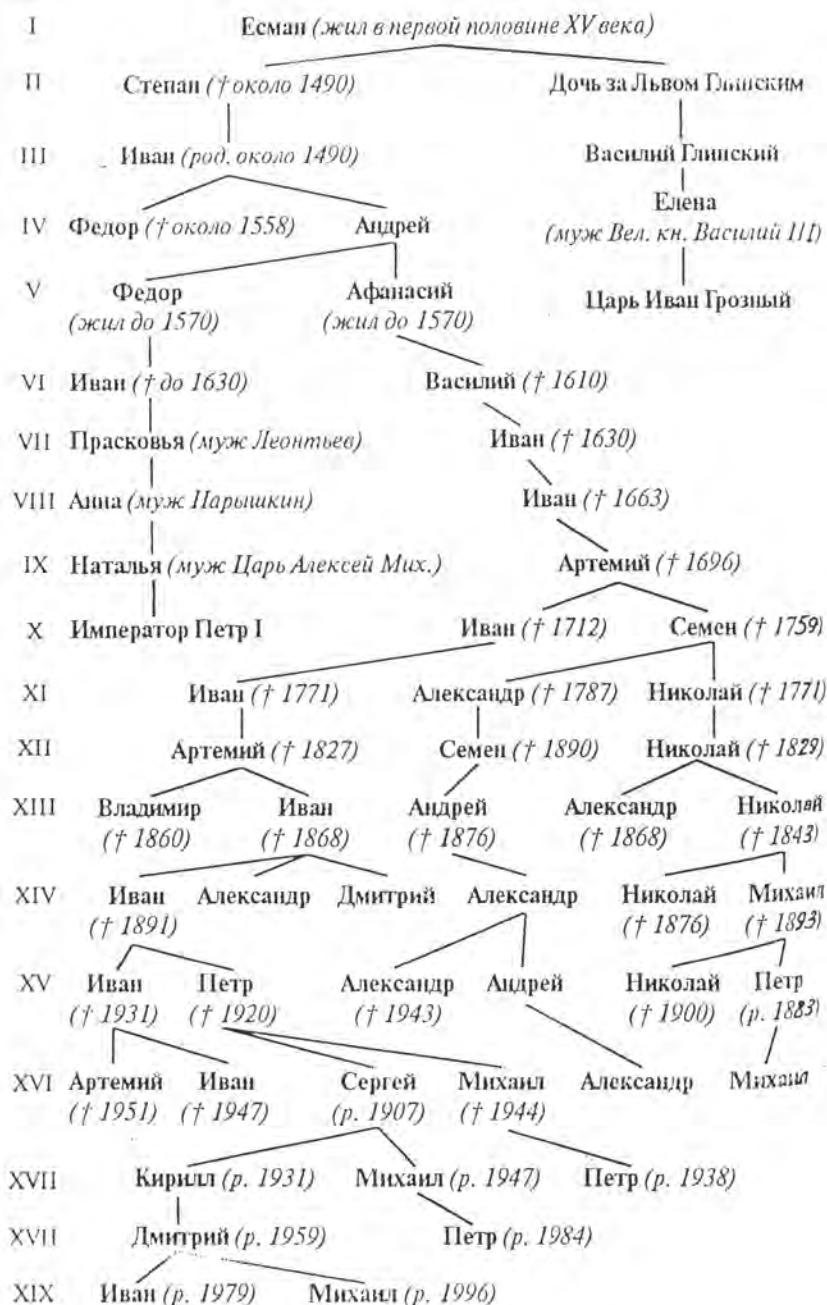 I Есман (жил в первой половине XV века)
II Степан († около 1490) Дочь за Львом Глинским
III Иван (род. около 1490) Василий Глинский
Елена
IV Федор († около 1558) Андрей (муж Вел. кн. Василий III)
V Федор Афанасий Царь Иван Грозный
(жил до 1570) (жил до 1570)
VI Иван († до 1630) Василий († 1610)
VII Прасковья (муж Леонтьев) Иван († 1630)
VIII Анна (муж Нарышкин) Иван († 1663)
IX Наталья (муж Царь Алексей Мих.) Артемий († 1696)
X Император Петр I Иван († 1712) Семен († 1759)
XI Иван († 1771) Александр († 1787) Николай († 1771)
XII Артемий († 1827) Семен († 1890) Николай († 1829)
XIII Владимир Иван Андрей Александр Николай
(† 1860) († 1868) († 1876) († 1868) († 1843)
XIV Иван Александр Дмитрий Александр Николай Михаил
(† 1891) († 1876) († 1893)
XV Иван Петр Александр Андрей Николай Петр
(† 1931) († 1920) († 1943) († 1900) (р. 1883)
XVI Артемий Иван Сергей Михаил Александр Михаил
(† 1951) († 1947) (р. 1907) († 1944)
XVII Кирилл (р. 1931) Михаил (р. 1947) Петр (р. 1938)
XVII Дмитрий (р. 1959) Петр (р. 1984)
XIX Иван (р. 1979) Михаил (р. 1996)